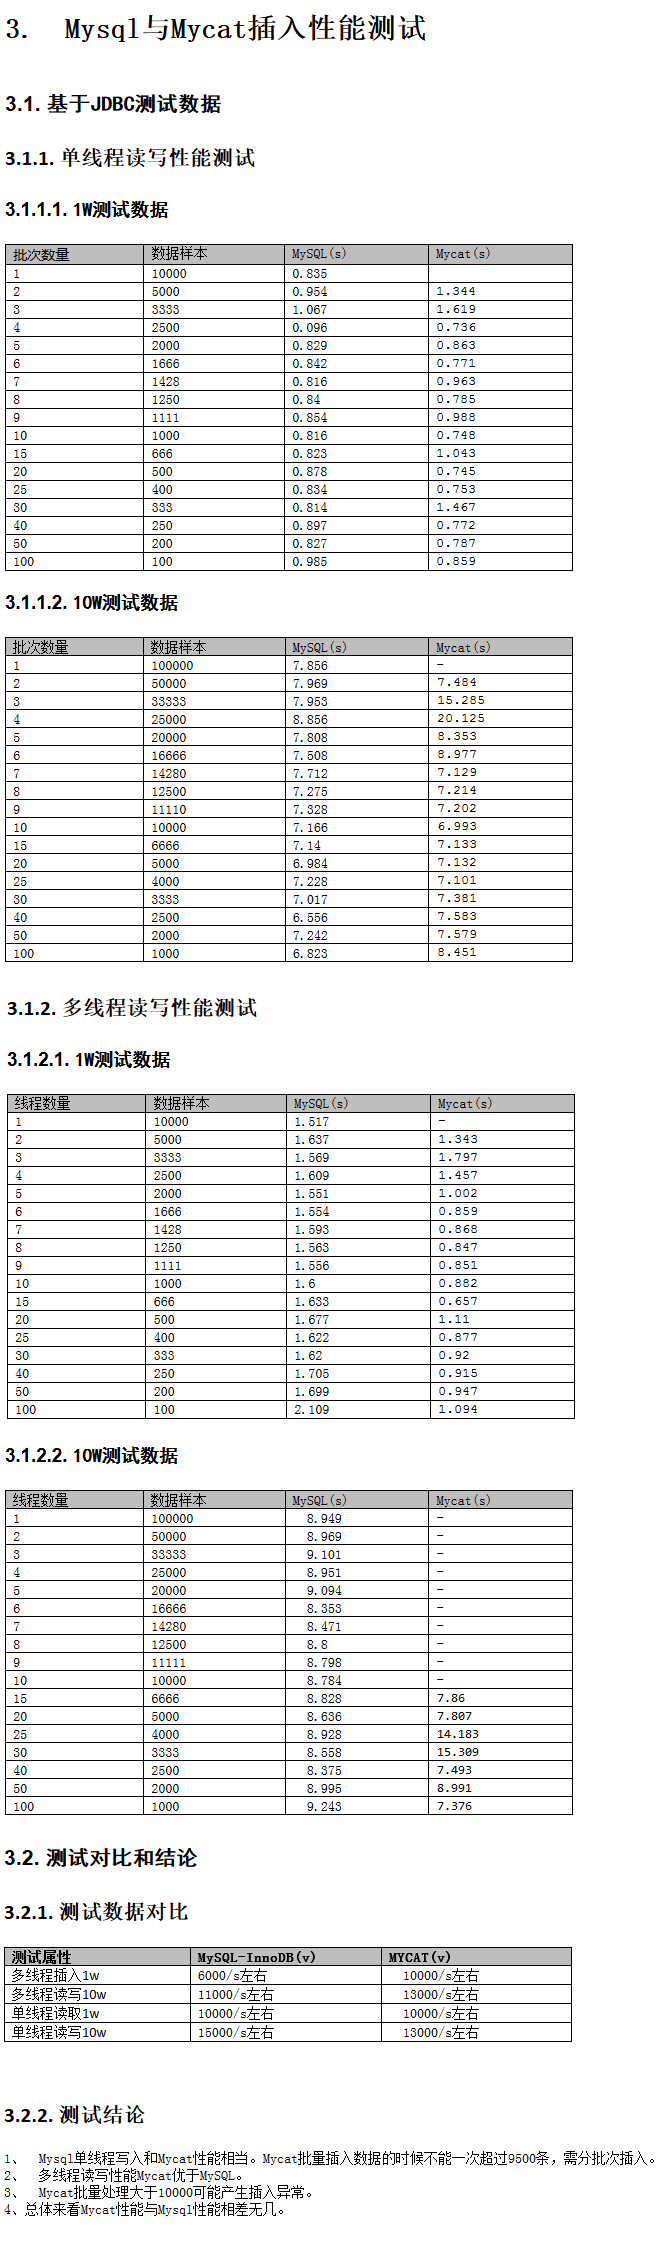 3. Mysql与Mycat插入性能测试
3.1. 基于JDBC测试数据
3.1.1. 单线程读写性能测试
3.1.1.1. 1W测试数据
批次数量 数据样本 MySQL(s) Mycat(s)
1 10000 0.835
2 5000 0.954 1.344
3 3333 1.067 1.619
4 2500 0.096 0.736
5 2000 0.829 0.863
6 1666 0.842 0.771
7 1428 0.816 0.963
8 1250 0.84 0.785
9 1111 0.854 0.988
10 1000 0.816 0.748
15 666 0.823 1.043
20 500 0.878 0.745
25 400 0.834 0.753
30 333 0.814 1.467
40 250 0.897 0.772
50 200 0.827 0.787
100 100 0.985 0.859
3.1.1.2. 10W测试数据
批次数量 数据样本 MySQL(s) Mycat(s)
1 100000 7.856 -
2 50000 7.969 7.484
3 33333 7.953 15.285
4 25000 8.856 20.125
5 20000 7.808 8.353
6 16666 7.508 8.977
7 14280 7.712 7.129
8 12500 7.275 7.214
9 11110 7.328 7.202
10 10000 7.166 6.993
15 6666 7.14 7.133
20 5000 6.984 7.132
25 4000 7.228 7.101
30 3333 7.017 7.381
40 2500 6.556 7.583
50 2000 7.242 7.579
100 1000 6.823 8.451
3.1.2. 多线程读写性能测试
3.1.2.1. 1W测试数据
线程数量 数据样本 MySQL(s) Mycat(s)
1 10000 1.517 -
2 5000 1.637 1.343
3 3333 1.569 1.797
4 2500 1.609 1.457
5 2000 1.551 1.002
6 1666 1.554 0.859
7 1428 1.593 0.868
8 1250 1.563 0.847
9 1111 1.556 0.851
10 1000 1.6 0.882
15 666 1.633 0.657
20 500 1.677 1.11
25 400 1.622 0.877
30 333 1.62 0.92
40 250 1.705 0.915
50 200 1.699 0.947
100 100 2.109 1.094
3.1.2.2. 10W测试数据
线程数量 数据样本 MySQL(s) Mycat(s)
1 100000 8.949 -
2 50000 8.969 -
3 33333 9.101 -
4 25000 8.951 -
5 20000 9.094 -
6 16666 8.353 -
7 14280 8.471 -
8 12500 8.8 -
9 11111 8.798 -
10 10000 8.784 -
15 6666 8.828 7.86
20 5000 8.636 7.807
25 4000 8.928 14.183
30 3333 8.558 15.309
40 2500 8.375 7.493
50 2000 8.995 8.991
100 1000 9.243 7.376
3.2. 测试对比和结论
3.2.1. 测试数据对比
测试属性 MySQL-InnoDB(v) MYCAT(v)
多线程插入1w 6000/s左右 10000/s左右
多线程读写10w 11000/s左右 13000/s左右
单线程读取1w 10000/s左右 10000/s左右
单线程读写10w 15000/s左右 13000/s左右
3.2.2. 测试结论
1、 Mysql单线程写入和Mycat性能相当。Mycat批量插入数据的时候不能一次超过9500条，需分批次插入。
2、 多线程读写性能Mycat优于MySQL。
3、 Mycat批量处理大于10000可能产生插入异常。
4、总体来看Mycat性能与Mysql性能相差无几。